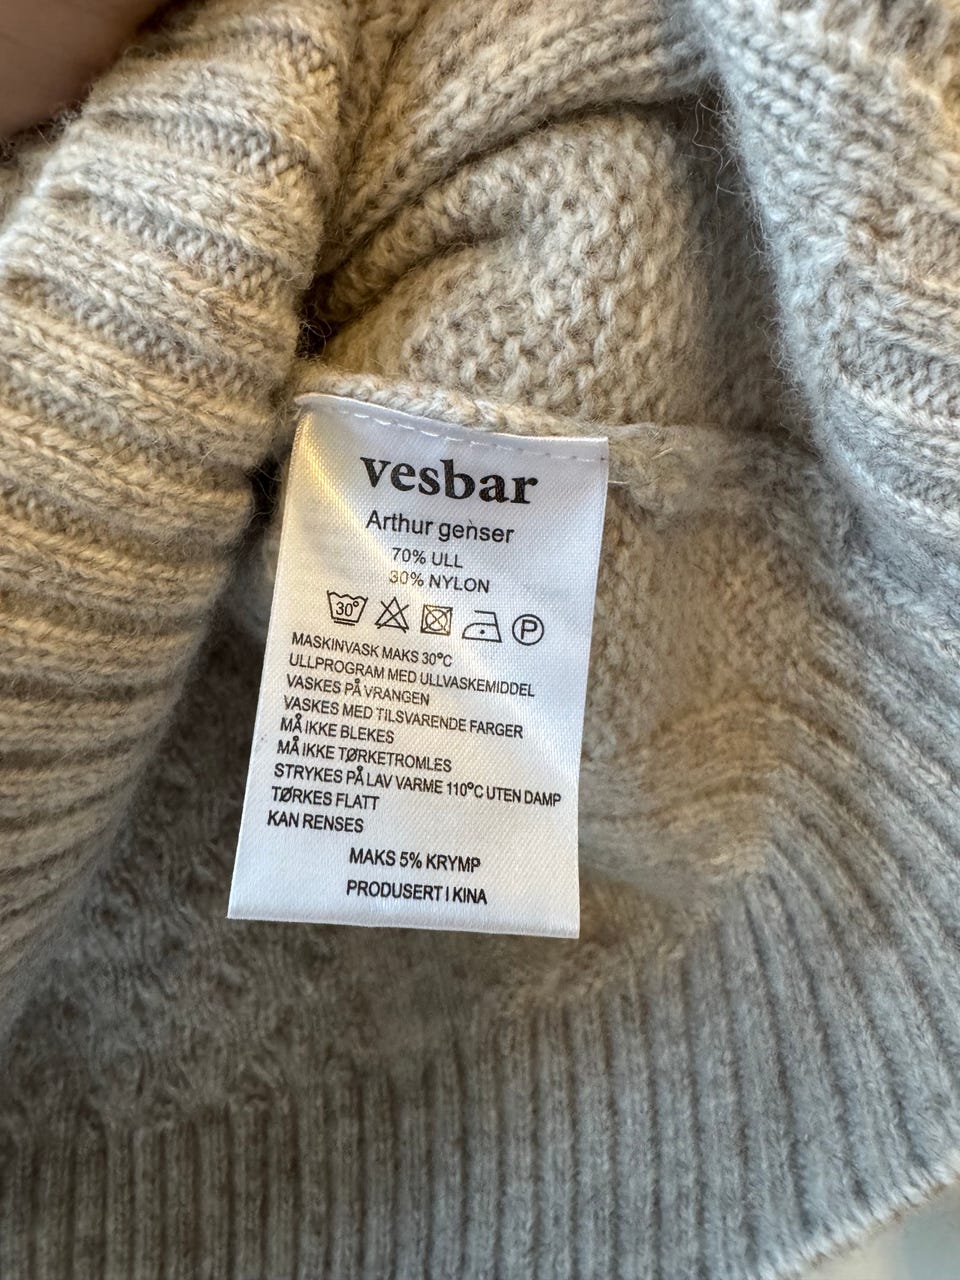 vesbar
Arthur genser
70% ULL
30% NYLON
30° P
MASKINVASK MAKS 30°C
ULLPROGRAM MED ULLVASKEMIDDEL
VASKES PÅ VRANGEN
VASKES MED TILSVARENDE FARGER
MÅ IKKE BLEKES
MÅ IKKE TØRKETROMLES
STRYKES PÅ LAV VARME 110°C UTEN DAMP
TØRKES FLATT
KAN RENSES
MAKS 5% KRYMP
PRODUSERT I KINA